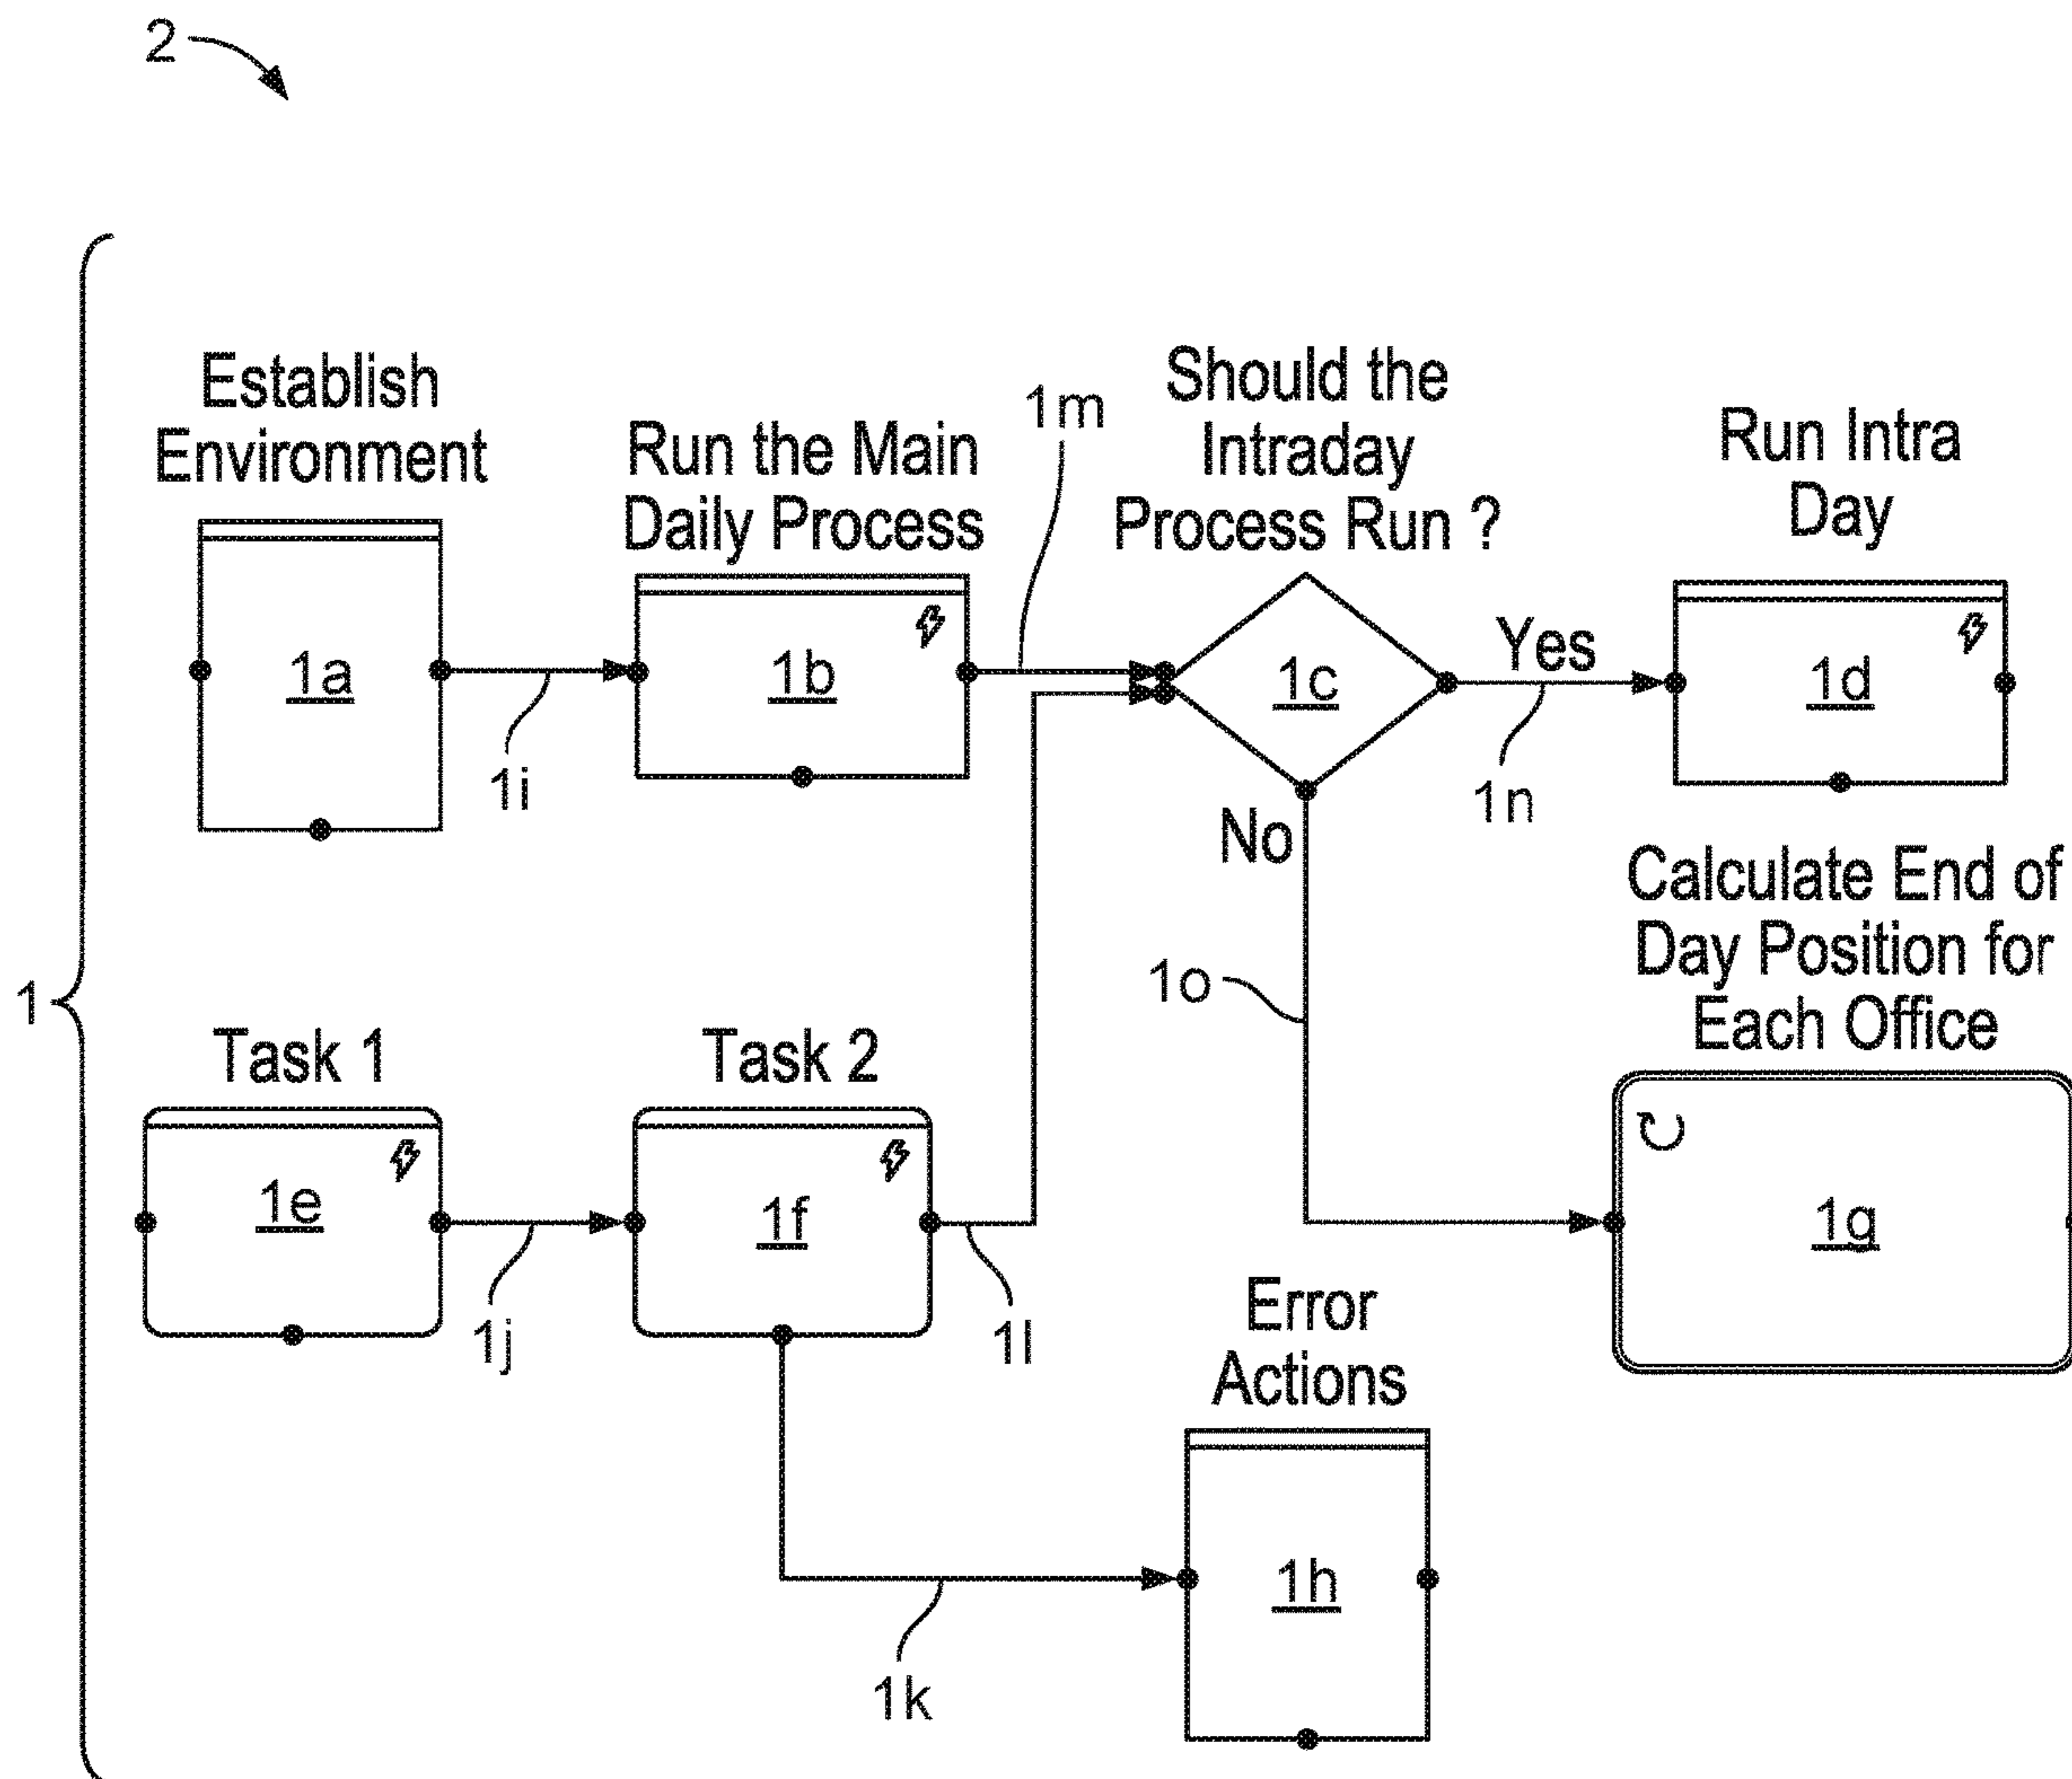 2
Establish
Environment
Run the Main
Daily Process
1m
Should the
Intraday
Process Run ?
Run Intra
Day
1a
1i
1b
1c
Yes
1n
1d
No
1o
Calculate End of
Day Position for
Each Office
1
Task 1
Task 2
1e
1j
1f
1l
1g
Error
Actions
1k
1h